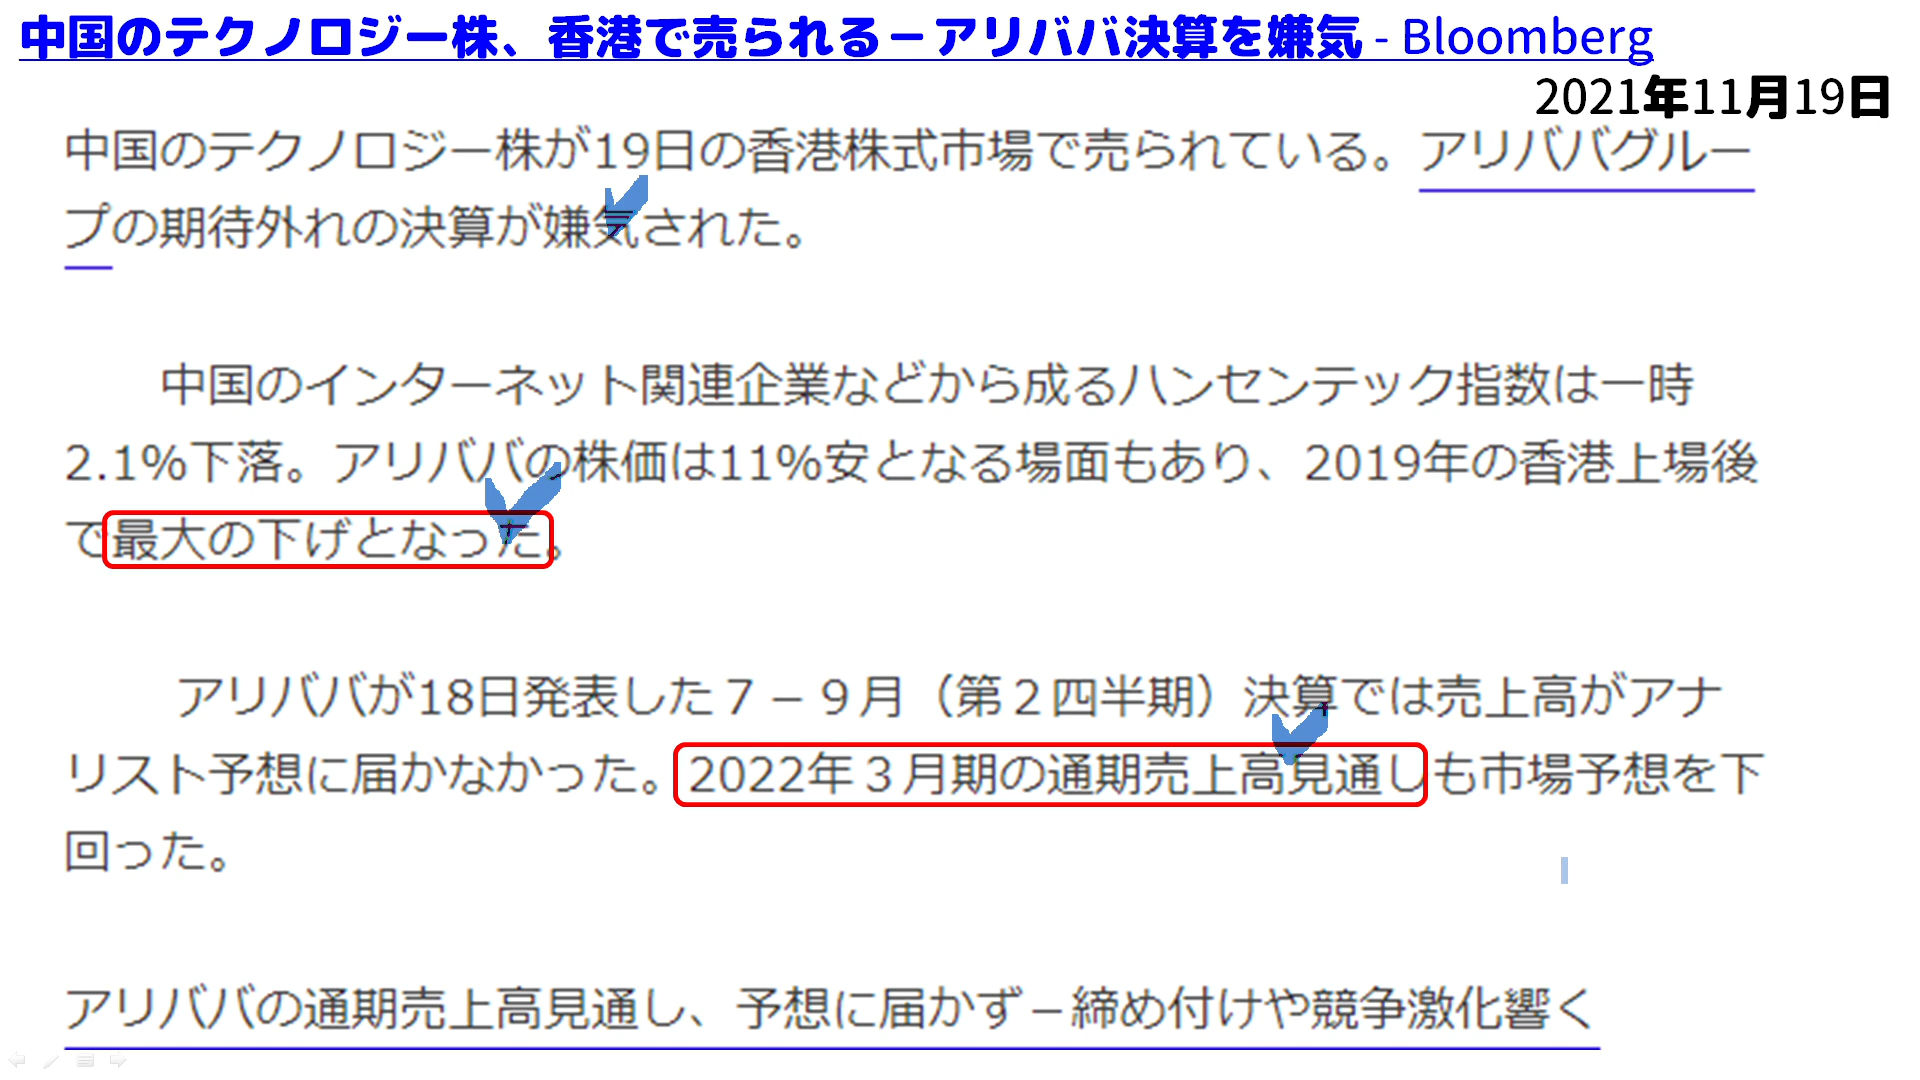 中国のテクノロジー株、香港で売られる－アリババ決算を嫌気 - Bloomberg
2021年11月19日
中国のテクノロジー株が19日の香港株式市場で売られている。アリババグルー
プの期待外れの決算が嫌気された。
中国のインターネット関連企業などから成るハンセンテック指数は一時
2.1%下落。アリババの株価は11%安となる場面もあり、2019年の香港上場後
で最大の下げとなった。
アリババが18日発表した７－９月（第２四半期）決算では売上高がアナ
リスト予想に届かなかった。2022年３月期の通期売上高見通しも市場予想を下
回った。
アリババの通期売上高見通し、予想に届かず－締め付けや競争激化響く